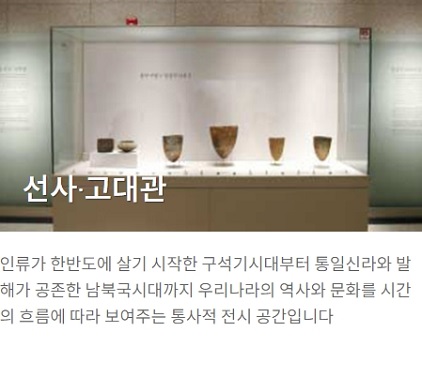 선사·고대관
인류가 한반도에 살기 시작한 구석기시대부터 통일신라와 발
해가 공존한 남북국시대까지 우리나라의 역사와 문화를 시간
의 흐름에 따라 보여주는 통사적 전시 공간입니다